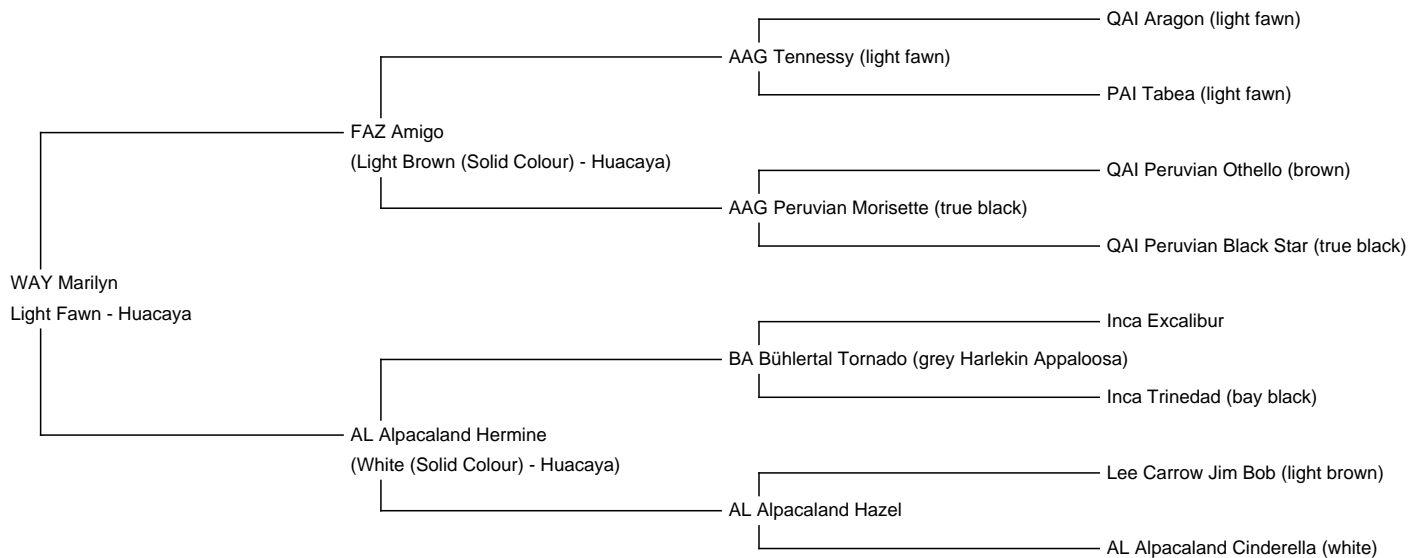 QAI Aragon (light fawn)
AAG Tennessy (light fawn)
PAI Tabea (light fawn)
FAZ Amigo
(Light Brown (Solid Colour) - Huacaya)
QAI Peruvian Othello (brown)
AAG Peruvian Morisette (true black)
QAI Peruvian Black Star (true black)
WAY Marilyn
Light Fawn - Huacaya
Inca Excalibur
BA Bühlertal Tornado (grey Harlekin Appaloosa)
Inca Trinedad (bay black)
AL Alpacaland Hermine
(White (Solid Colour) - Huacaya)
Lee Carrow Jim Bob (light brown)
AL Alpacaland Hazel
AL Alpacaland Cinderella (white)